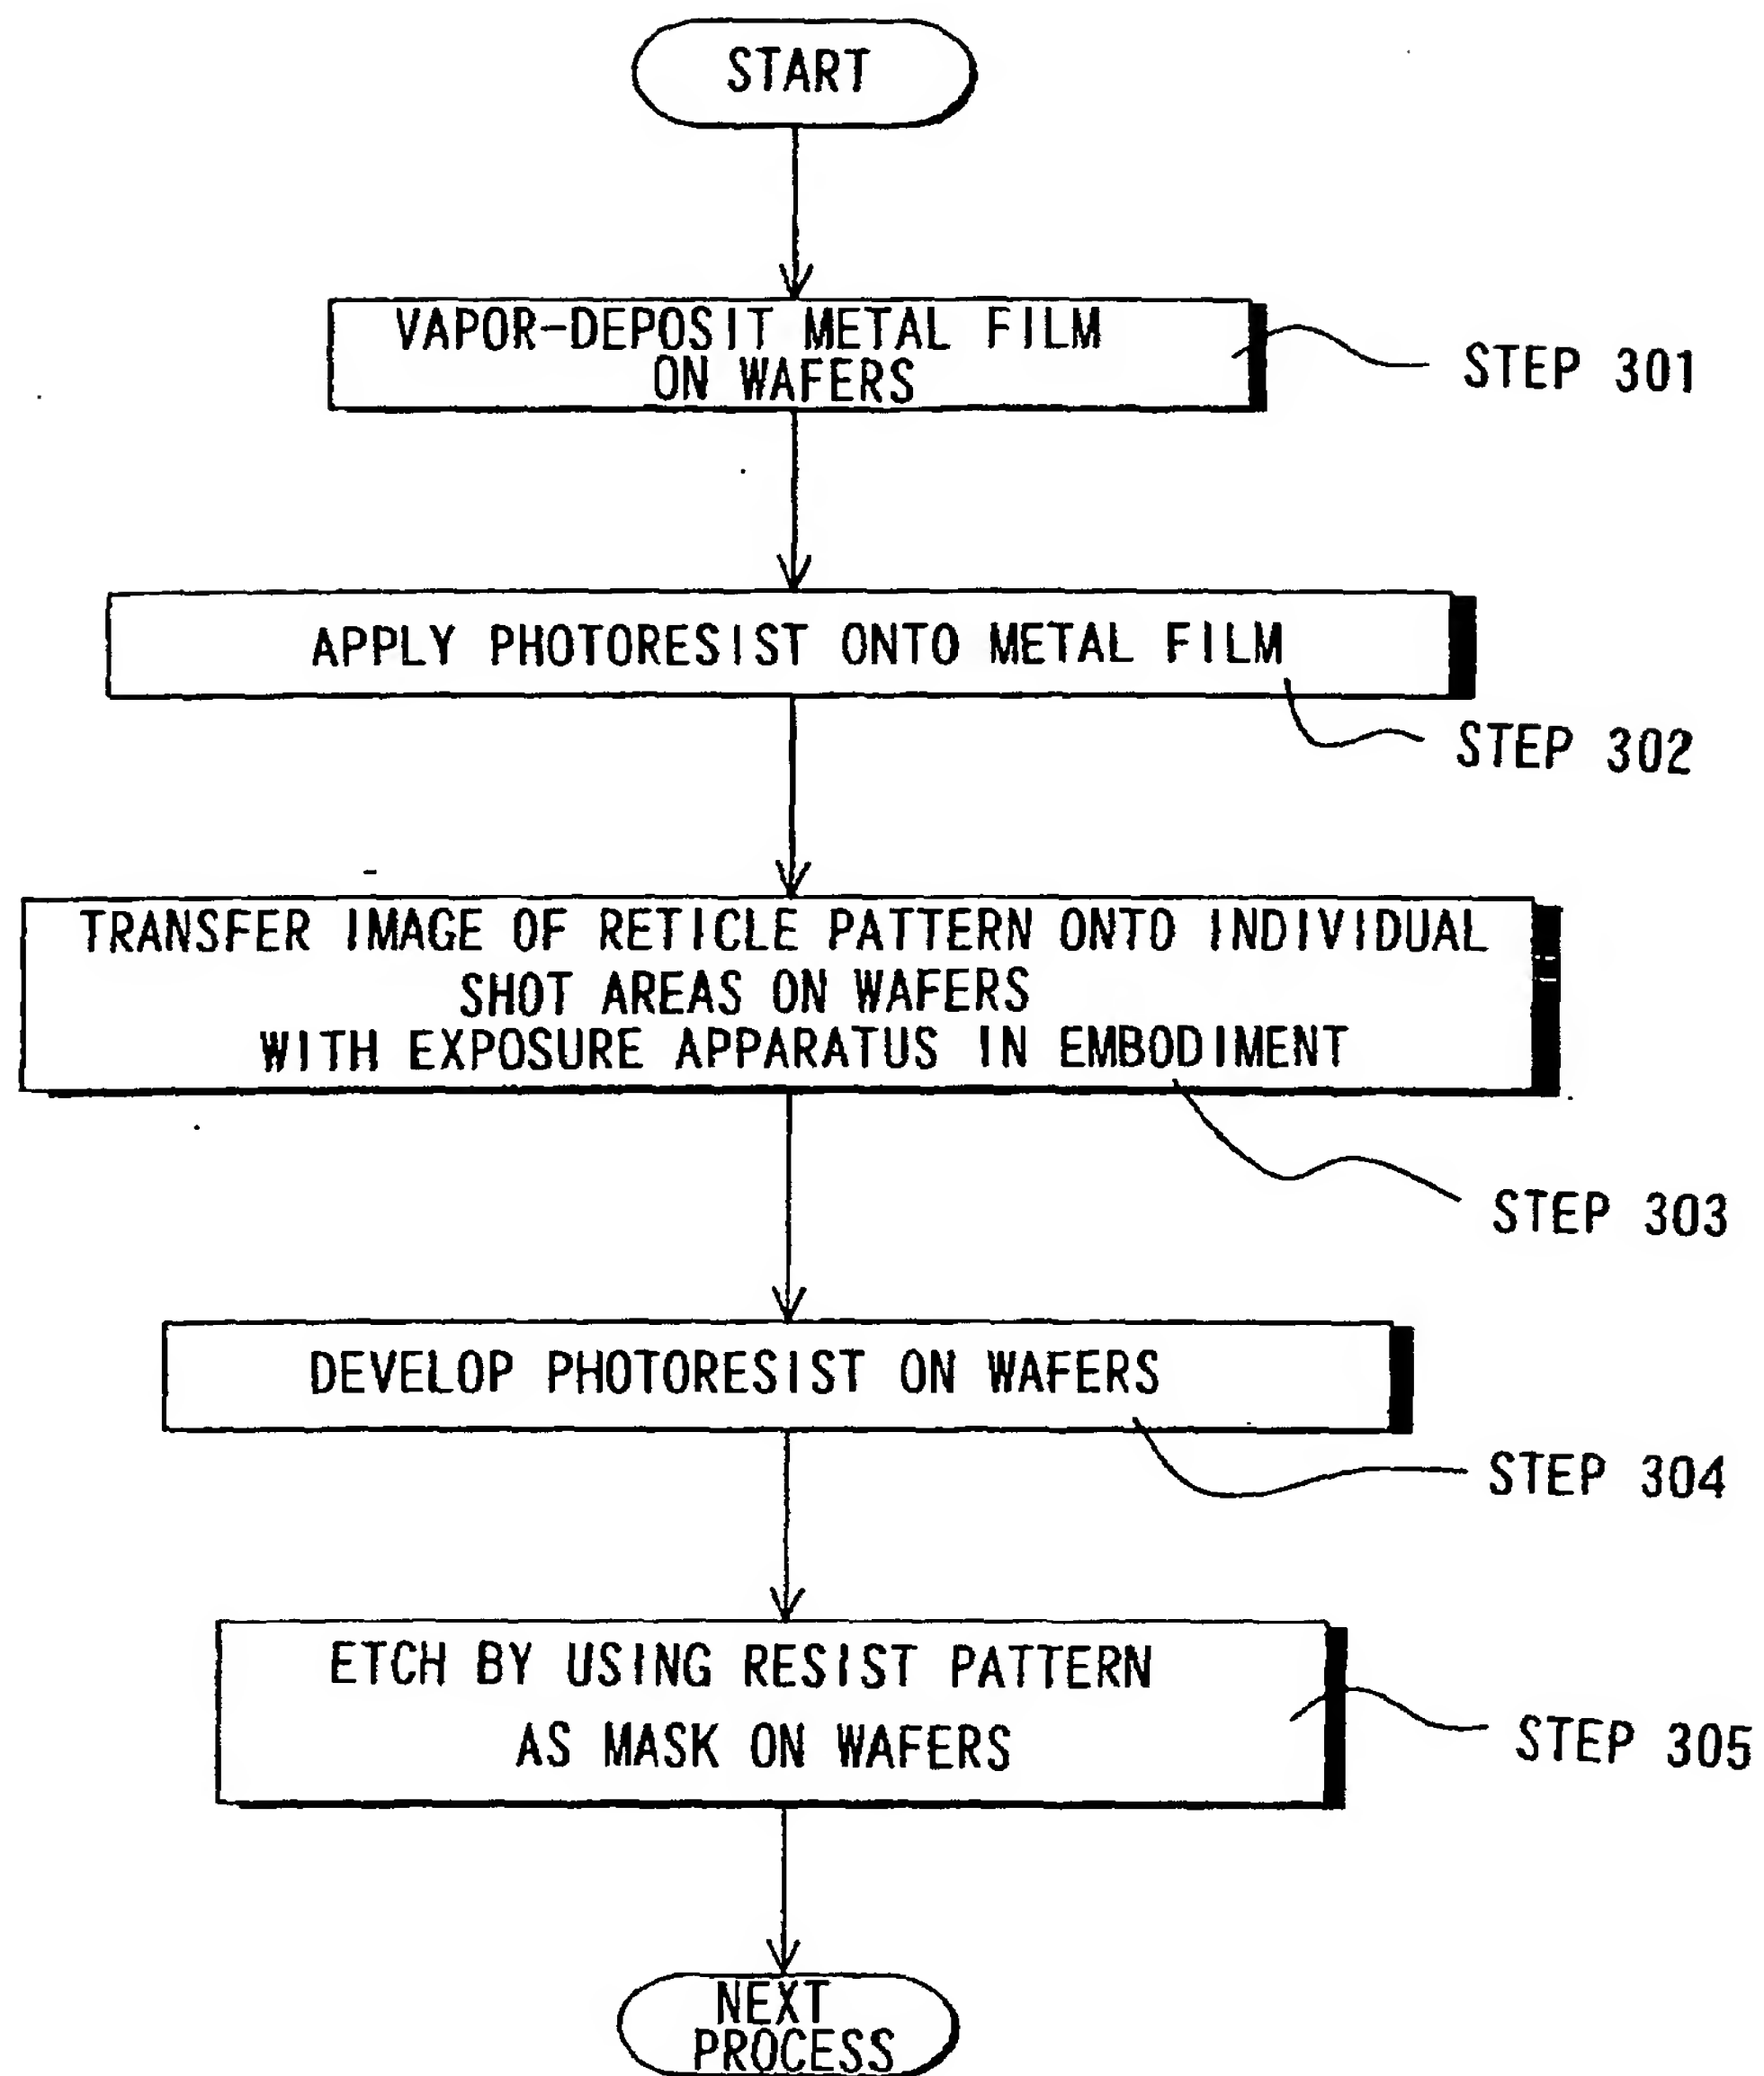 START
VAPOR-DEPOSIT METAL FILM
ON WAFERS
STEP 301
APPLY PHOTORESIST ONTO METAL FILM
STEP 302
TRANSFER IMAGE OF RETICLE PATTERN ONTO INDIVIDUAL
SHOT AREAS ON WAFERS
WITH EXPOSURE APPARATUS IN EMBODIMENT
STEP 303
DEVELOP PHOTORESIST ON WAFERS
STEP 304
ETCH BY USING RESIST PATTERN
AS MASK ON WAFERS
STEP 305
NEXT
PROCESS